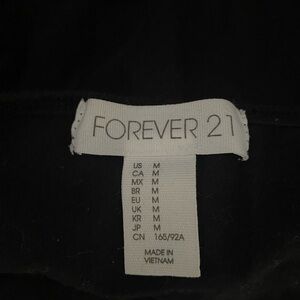 FOREVER 21
US M
CA M
MX M
BR M
EU M
UK M
KR M
JP M
CN 165/92A
MADE IN
VIETNAM